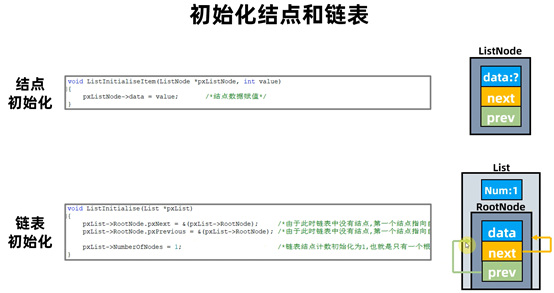 初始化结点和链表
ListNode
结点
初始化
void ListInitialiseItem(ListNode *pxListNode, int value)
{
pxListNode->data = value; /*结点数据赋值*/
}
data:?
next
prev
List
链表
初始化
void ListInitialise(List *pxList)
{
pxList->RootNode.pxNext = &(pxList->RootNode); /*由于此时链表中没有结点,第一个结点指向
pxList->RootNode.pxPrevious = &(pxList->RootNode); /*由于此时链表中没有结点,第一个结点指向
pxList->NumberOfNodes = 1; /*链表结点计数初始化为1,也就是只有一个根
}
Num:1
RootNode
data
next
prev